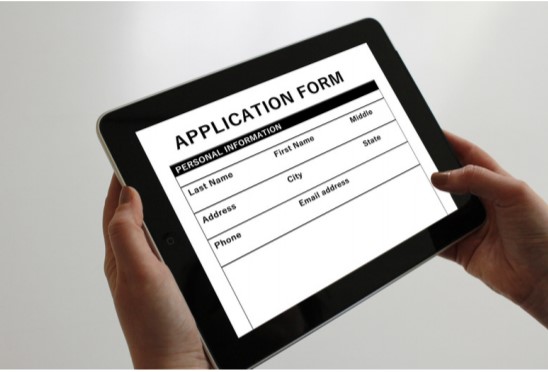 APPLICATION FORM
PERSONAL INFORMATION
Last Name First Name Middle
Address City State
Phone Email address